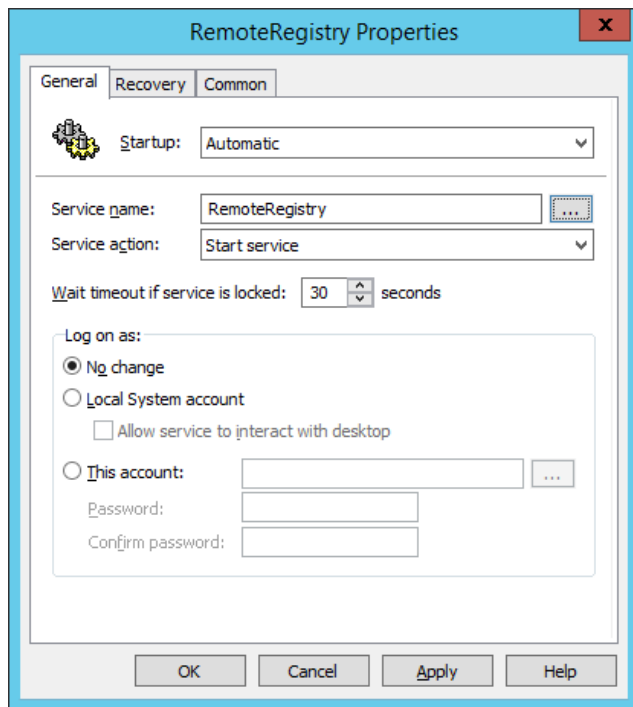 RemoteRegistry Properties
x
General Recovery Common
Startup: Automatic
Service name: RemoteRegistry ...
Service action: Start service
Wait timeout if service is locked: 30 seconds
Log on as:
No change
Local System account
Allow service to interact with desktop
This account: ...
Password:
Confirm password:
OK Cancel Apply Help